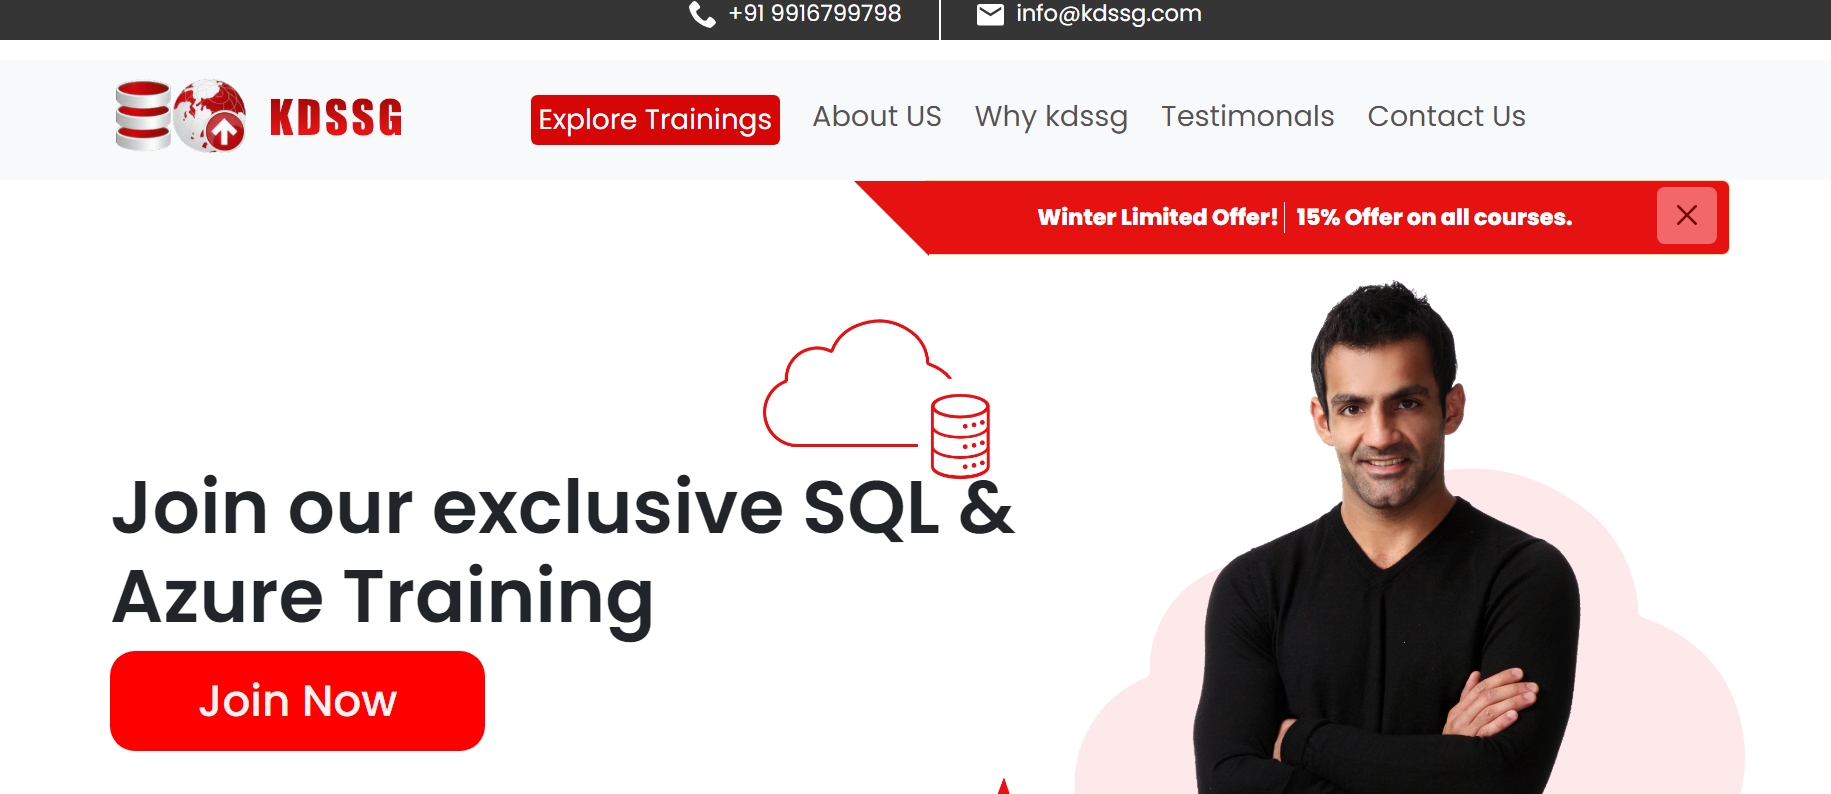 +91 9916799798
info@kdssg.com
KDSSG
Explore Trainings
About US
Why kdssg
Testimonals
Contact Us
Winter Limited Offer! 15% Offer on all courses.
Join our exclusive SQL &
Azure Training
Join Now